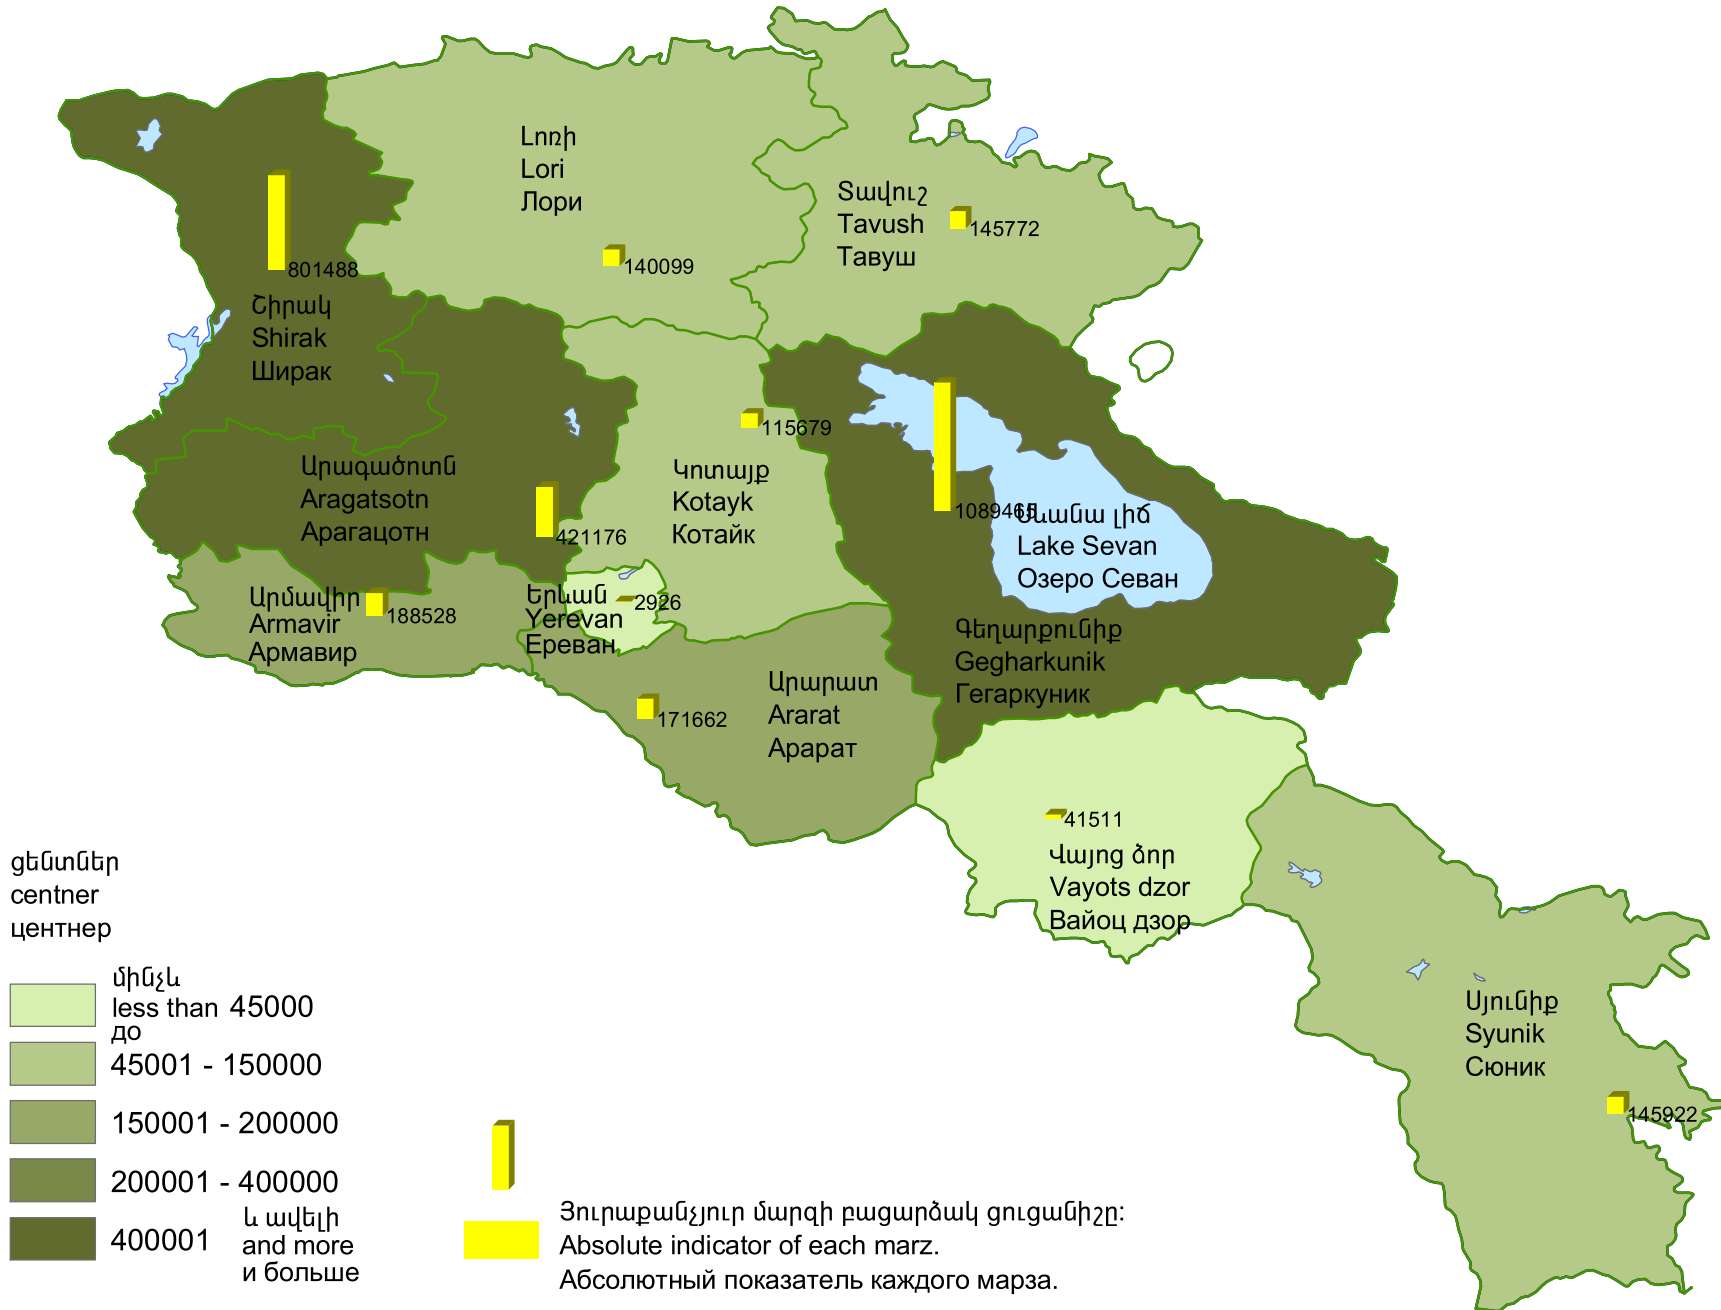 Լոռի
Lori
Лори
140099
Տավուշ
Tavush
Тавуш
145772
801488
Շիրակ
Shirak
Ширак
115679
Կոտայք
Kotayk
Котайк
Արագածոտն
Aragatsotn
Арагацотн
421176
1089465
Սևանա լիճ
Lake Sevan
Озеро Севан
Արմավիր
Armavir
Армавир
188528
Երևան
Yerevan
Ереван
2926
Գեղարքունիք
Gegharkunik
Гегаркуник
171662
Արարատ
Ararat
Арарат
41511
Վայոց ձոր
Vayots dzor
Вайоц дзор
Սյունիք
Syunik
Сюник
145922
ցենտներ
centner
центнер
մինչև
less than 45000
до
45001 - 150000
150001 - 200000
200001 - 400000
400001
և ավելի
and more
и больше
Յուրաքանչյուր մարզի բացարձակ ցուցանիշը:
Absolute indicator of each marz.
Абсолютный показатель каждого марза.